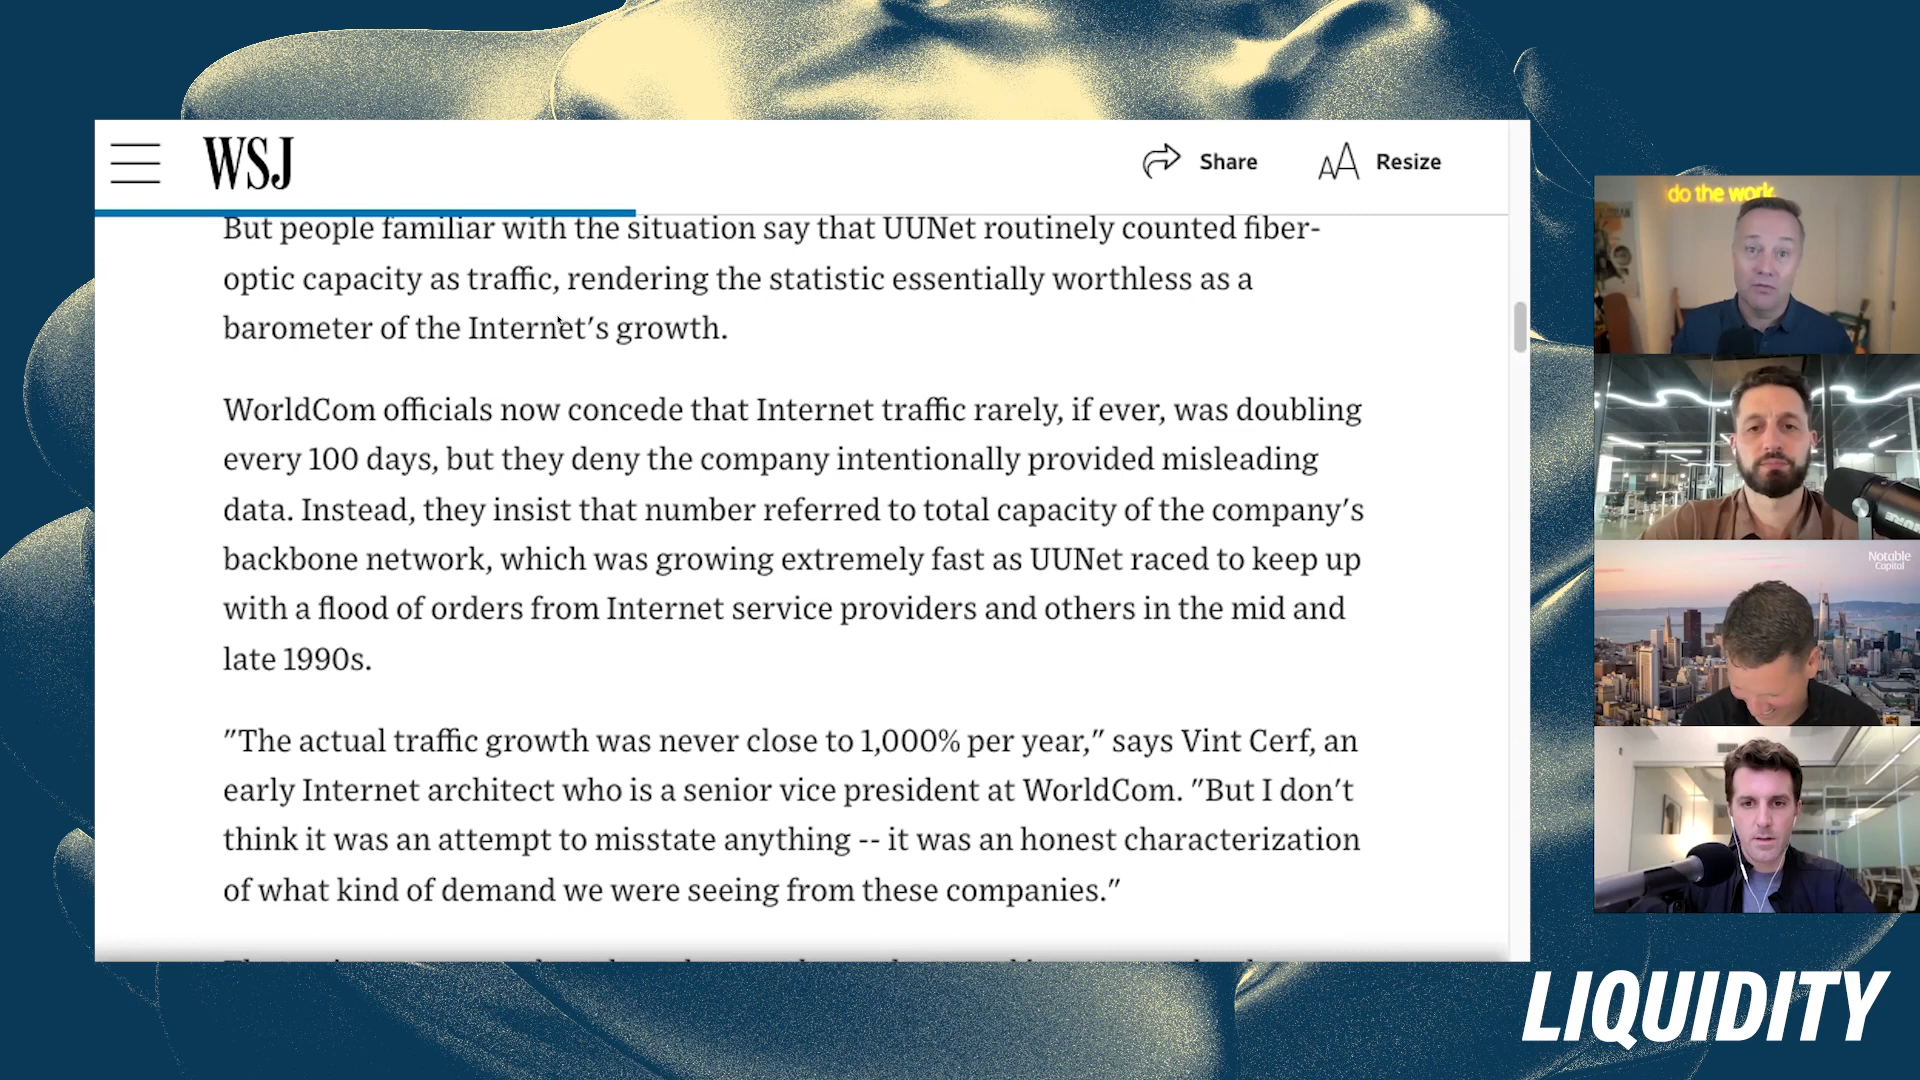 WSJ
Share
Resize
But people familiar with the situation say that UUNet routinely counted fiber-
optic capacity as traffic, rendering the statistic essentially worthless as a
barometer of the Internet's growth.
WorldCom officials now concede that Internet traffic rarely, if ever, was doubling
every 100 days, but they deny the company intentionally provided misleading
data. Instead, they insist that number referred to total capacity of the company's
backbone network, which was growing extremely fast as UUNet raced to keep up
with a flood of orders from Internet service providers and others in the mid and
late 1990s.
"The actual traffic growth was never close to 1,000% per year," says Vint Cerf, an
early Internet architect who is a senior vice president at WorldCom. "But I don't
think it was an attempt to misstate anything -- it was an honest characterization
of what kind of demand we were seeing from these companies."
do the work
Notable
Capital
LIQUIDITY